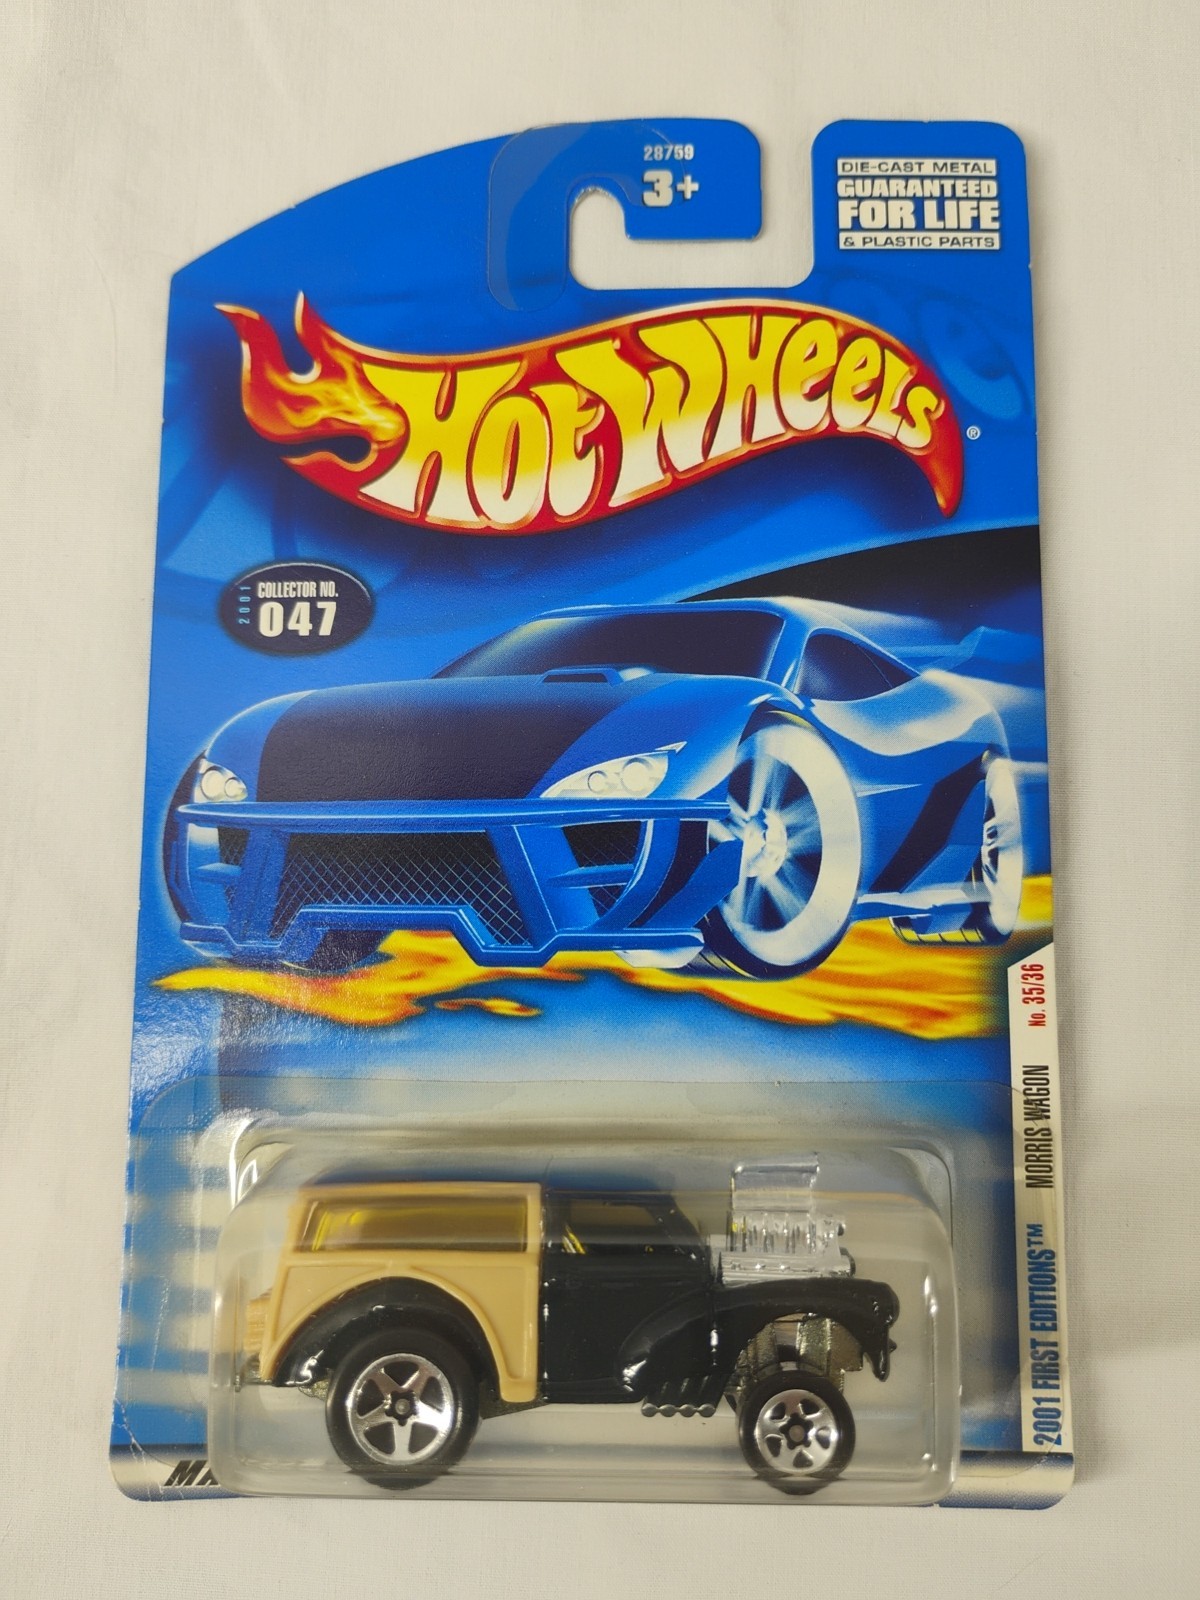 28759
3+
DIE-CAST METAL
GUARANTEED
FOR LIFE
& PLASTIC PARTS
HOT WHEELS®
2001
COLLECTOR NO.
047
No. 35/36
MORRIS WAGON
2001 FIRST EDITIONS™